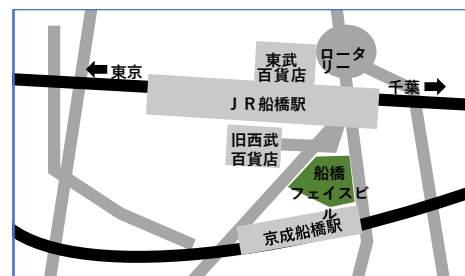 東京
東武
百貨店
ロータ
リー
千葉
ＪＲ船橋駅
旧西武
百貨店
船橋
フェイスビ
ル
京成船橋駅